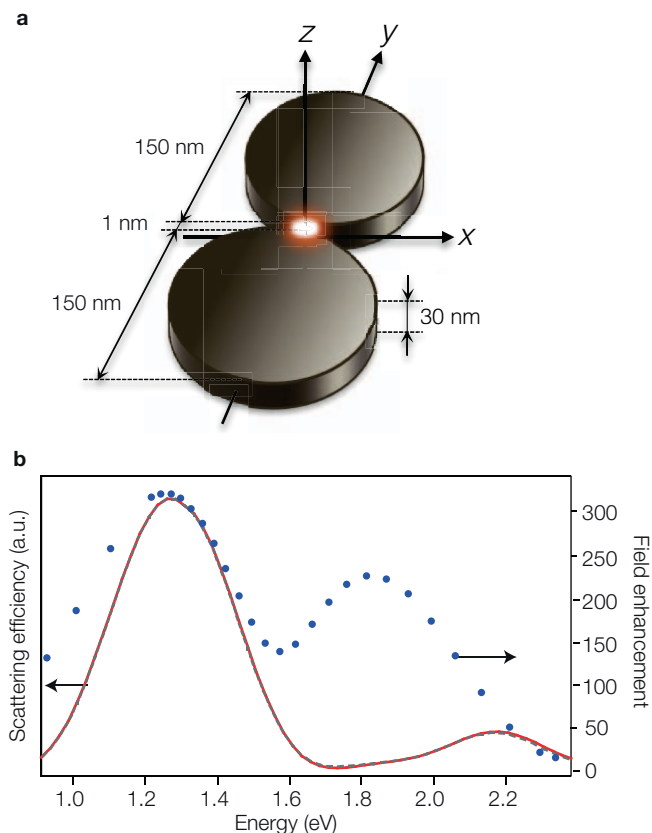 a
z
y
150 nm
1 nm
x
150 nm
30 nm
b
Scattering efficiency (a.u.)
Field enhancement
300
250
200
150
100
50
0
1.0 1.2 1.4 1.6 1.8 2.0 2.2
Energy (eV)